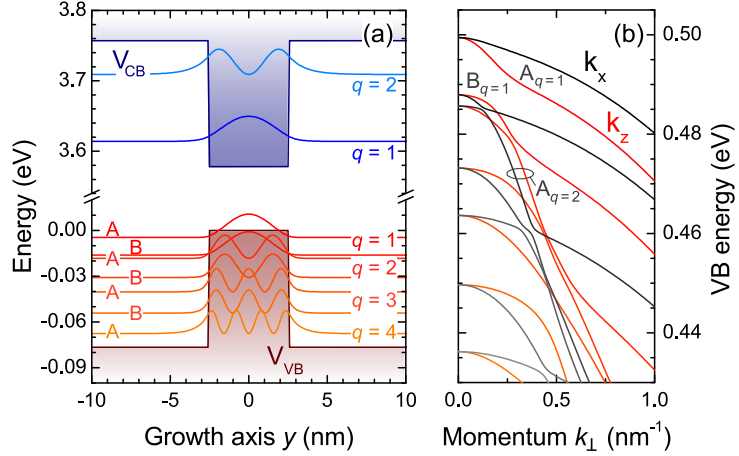 3.8
(a)
V_CB
3.7
q = 2
3.6
q = 1
Energy (eV)
0.00
A
B
A
q = 1
q = 2
-0.03
B
A
q = 3
-0.06
B
A
q = 4
V_VB
-0.09
-10
-5
0
5
10
Growth axis y (nm)
(b)
0.50
k_x
A_q=1
B_q=1
k_z
0.48
A_q=2
0.46
0.44
VB energy (eV)
0.0
0.5
1.0
Momentum k_⊥ (nm⁻¹)